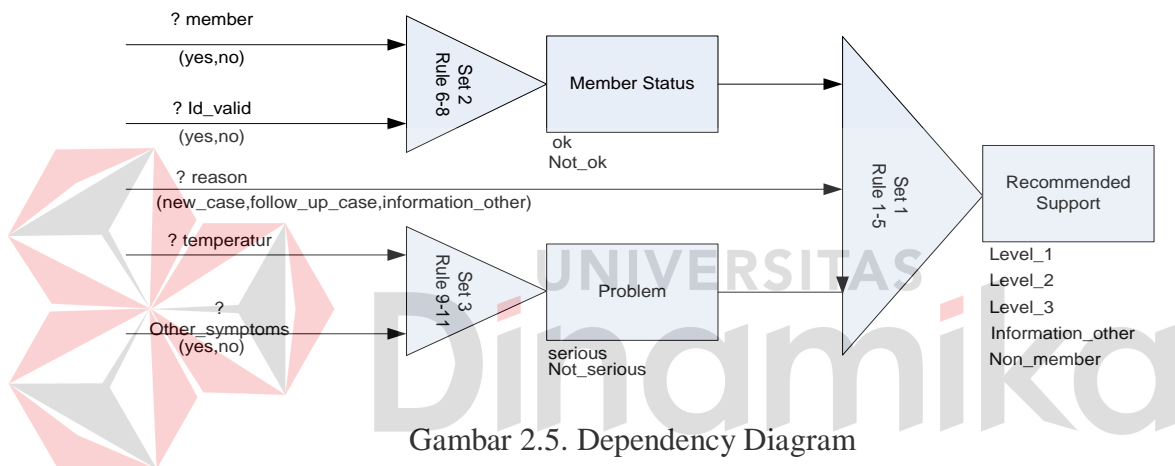 ? member
(yes,no)
? Id_valid
(yes,no)
Set 2
Rule 6-8
Member Status
ok
Not_ok
? reason
(new_case,follow_up_case,information_other)
? temperatur
?
Other_symptoms
(yes,no)
Set 3
Rule 9-11
Problem
serious
Not_serious
Set 1
Rule 1-5
Recommended
Support
Level_1
Level_2
Level_3
Information_other
Non_member
UNIVERSITAS
Dinamika
Gambar 2.5. Dependency Diagram